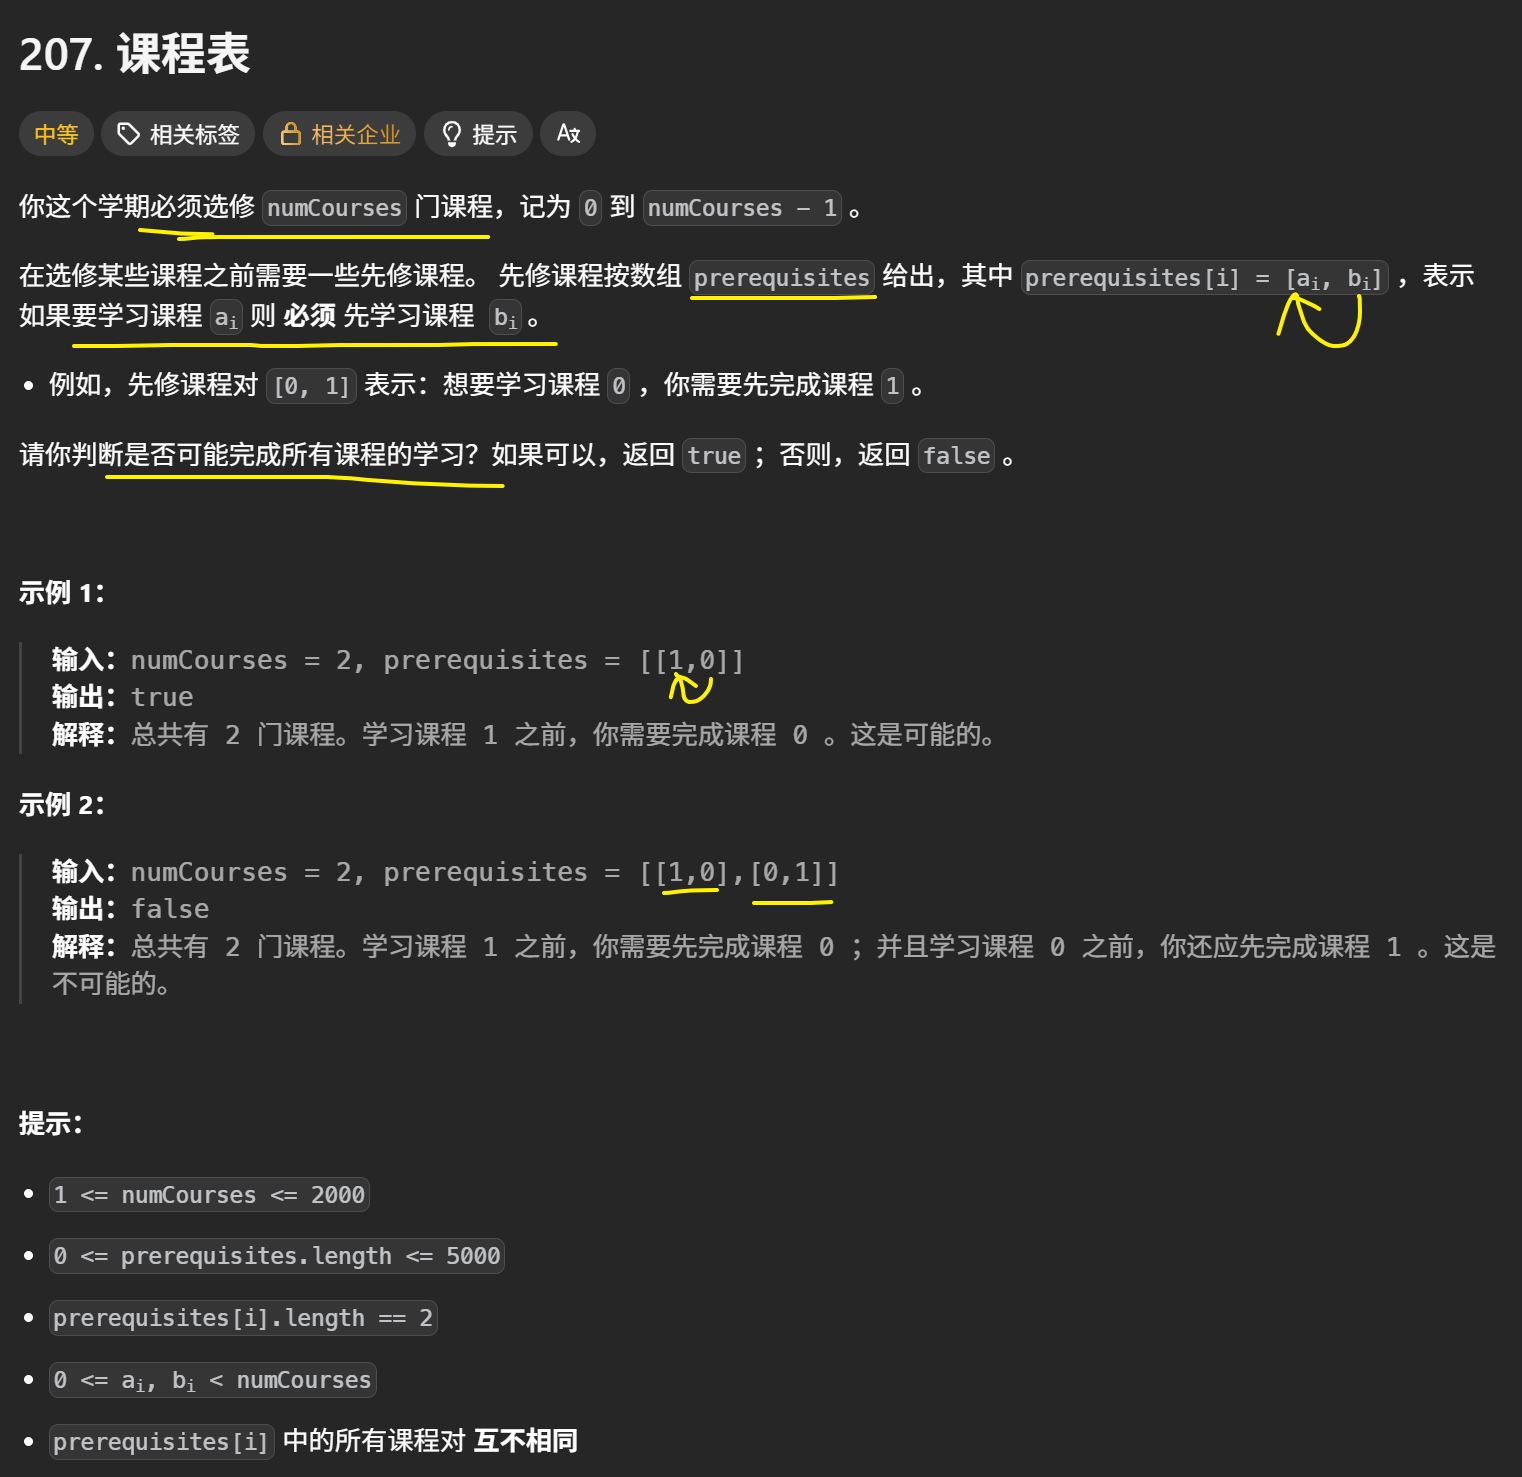 207. 课程表
中等 相关标签 相关企业 提示
你这个学期必须选修 numCourses 门课程，记为 0 到 numCourses - 1 。
在选修某些课程之前需要一些先修课程。 先修课程按数组 prerequisites 给出，其中 prerequisites[i] = [ai, bi] ，表示
如果要学习课程 ai 则 必须 先学习课程 bi 。
• 例如，先修课程对 [0, 1] 表示：想要学习课程 0 ，你需要先完成课程 1 。
请你判断是否可能完成所有课程的学习？如果可以，返回 true ；否则，返回 false 。
示例 1：
输入：numCourses = 2, prerequisites = [[1,0]]
输出：true
解释：总共有 2 门课程。学习课程 1 之前，你需要完成课程 0 。这是可能的。
示例 2：
输入：numCourses = 2, prerequisites = [[1,0],[0,1]]
输出：false
解释：总共有 2 门课程。学习课程 1 之前，你需要先完成课程 0 ；并且学习课程 0 之前，你还应先完成课程 1 。这是
不可能的。
提示：
• 1 <= numCourses <= 2000
• 0 <= prerequisites.length <= 5000
• prerequisites[i].length == 2
• 0 <= ai, bi < numCourses
• prerequisites[i] 中的所有课程对 互不相同